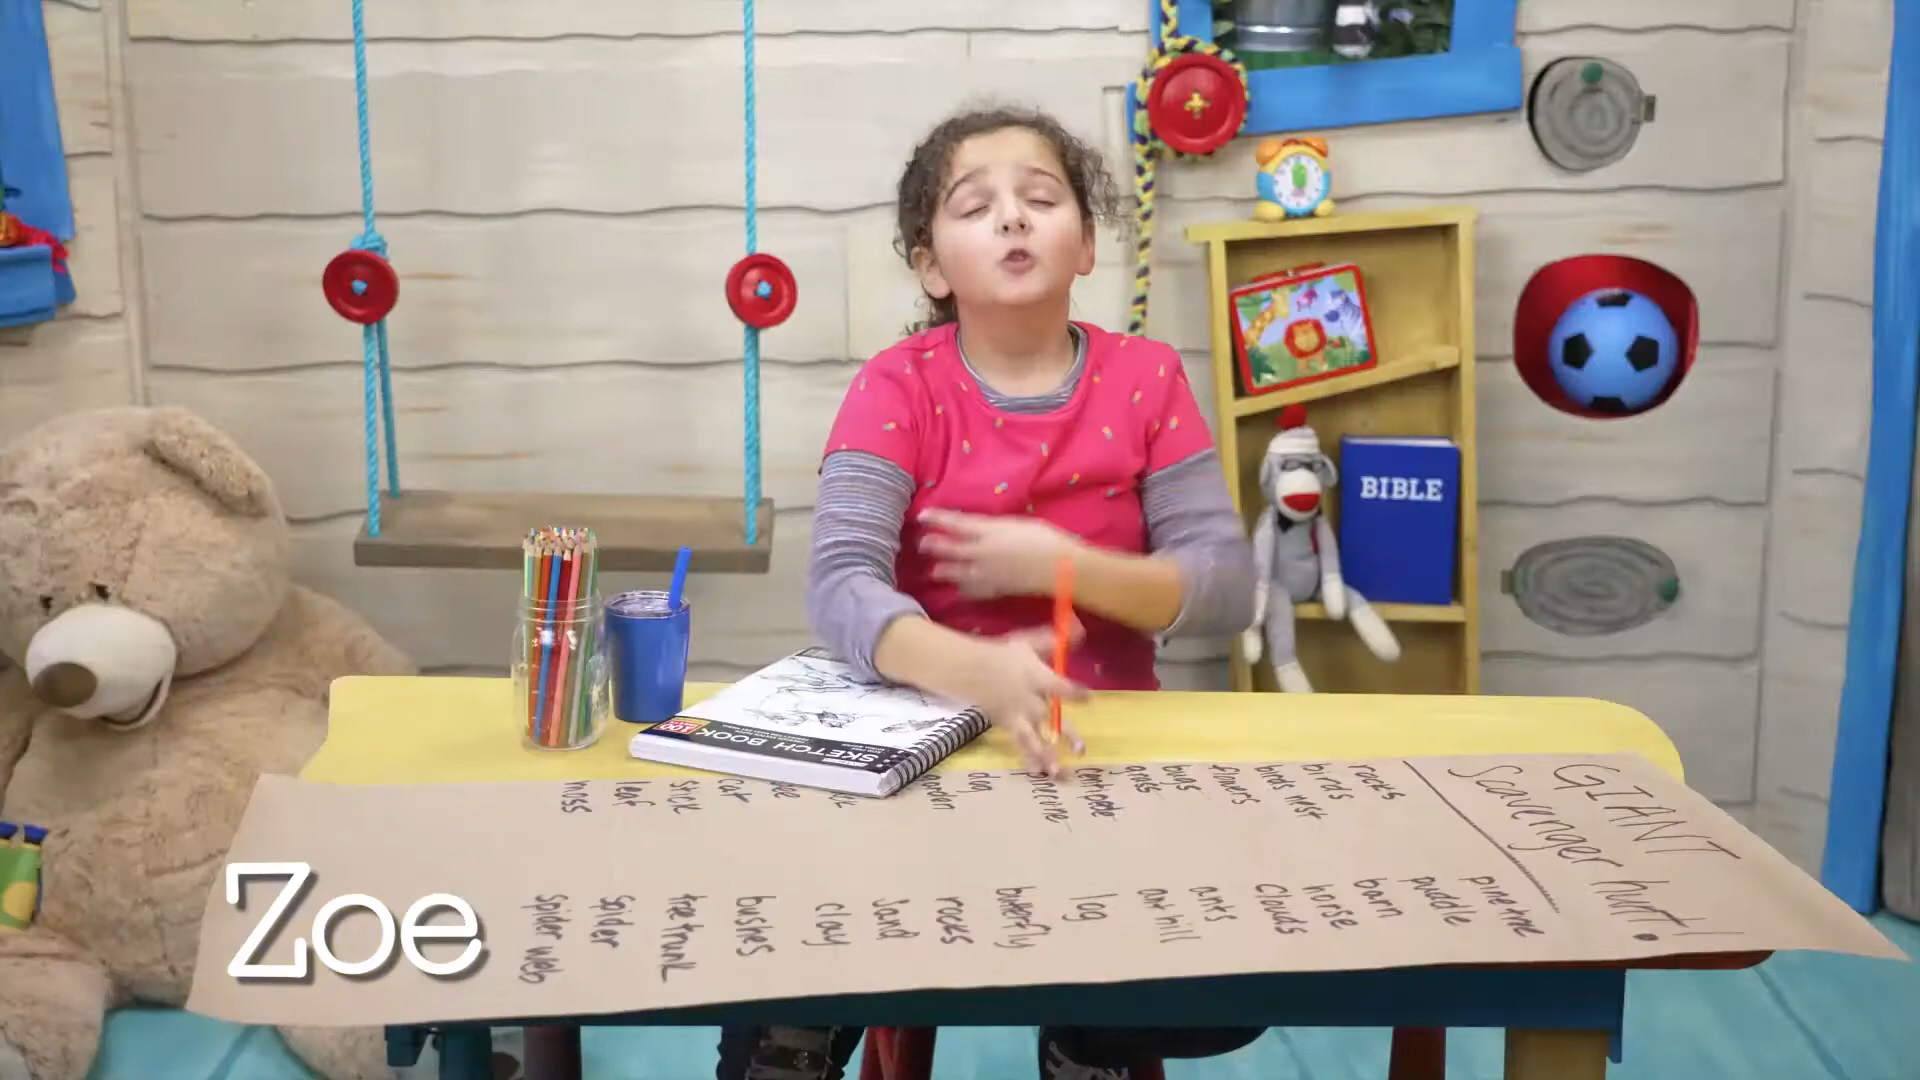 BIBLE
SKETCH BOOK
100
GIANT
Scavenger hunt!
rocks
birds
birds nest
flowers
bugs
grass
centipede
pinecone
dog
garden
cat
stick
leaf
moss
pine tree
puddle
barn
horse
clouds
ants
ant hill
log
butterfly
rocks
sand
clay
bushes
tree trunk
spider
spider web
Zoe